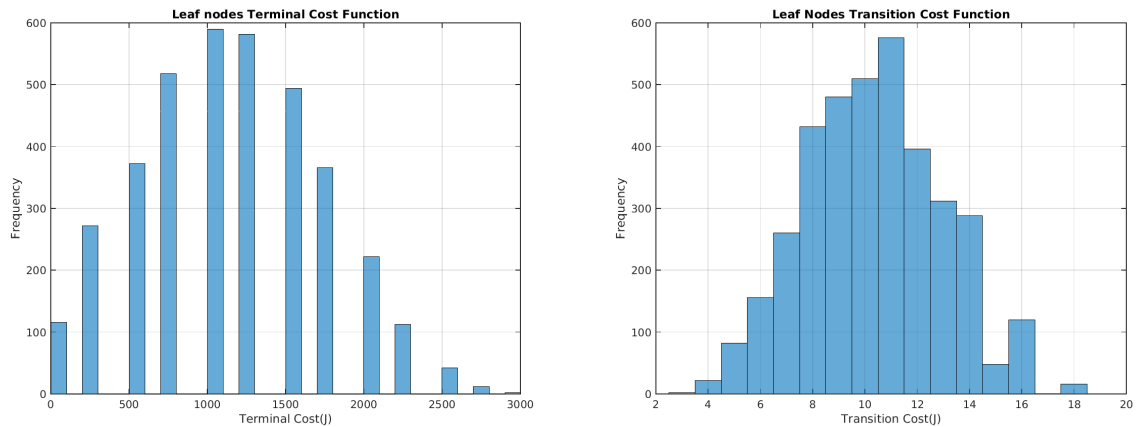 Leaf nodes Terminal Cost Function
600
500
400
300
200
100
0
Frequency
0 500 1000 1500 2000 2500 3000
Terminal Cost(J)
Leaf Nodes Transition Cost Function
600
500
400
300
200
100
0
Frequency
2 4 6 8 10 12 14 16 18 20
Transition Cost(J)